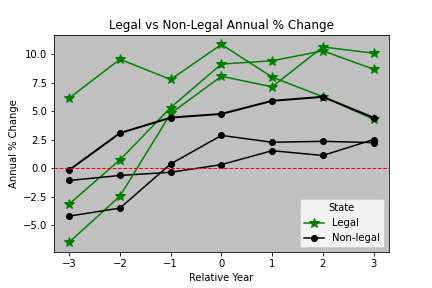 Legal vs Non-Legal Annual % Change
Annual % Change
10.0
7.5
5.0
2.5
0.0
−2.5
−5.0
−3 −2 −1 0 1 2 3
Relative Year
State
Legal
Non-legal